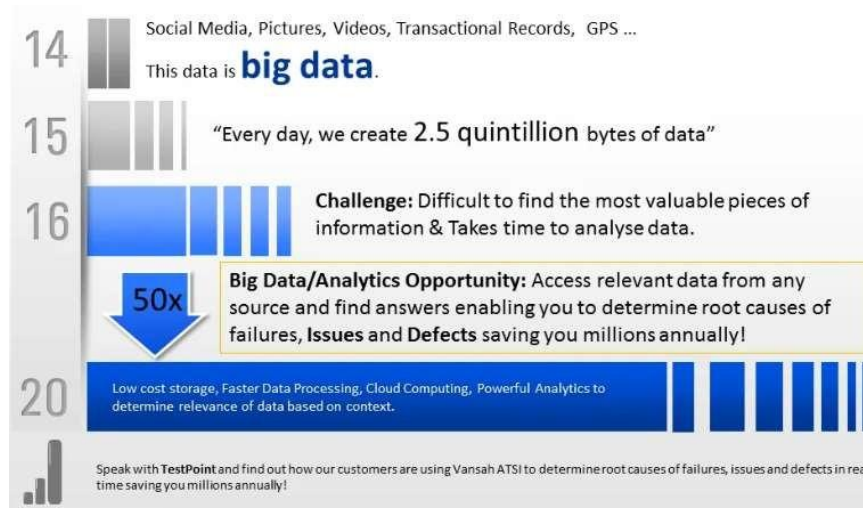 14
Social Media, Pictures, Videos, Transactional Records, GPS ...
This data is big data.
15
“Every day, we create 2.5 quintillion bytes of data”
16
Challenge: Difficult to find the most valuable pieces of
information & Takes time to analyse data.
50x
Big Data/Analytics Opportunity: Access relevant data from any
source and find answers enabling you to determine root causes of
failures, Issues and Defects saving you millions annually!
20
Low cost storage, Faster Data Processing, Cloud Computing, Powerful Analytics to
determine relevance of data based on context.
Speak with TestPoint and find out how our customers are using Vansah ATSI to determine root causes of failures, issues and defects in
time saving you millions annually!